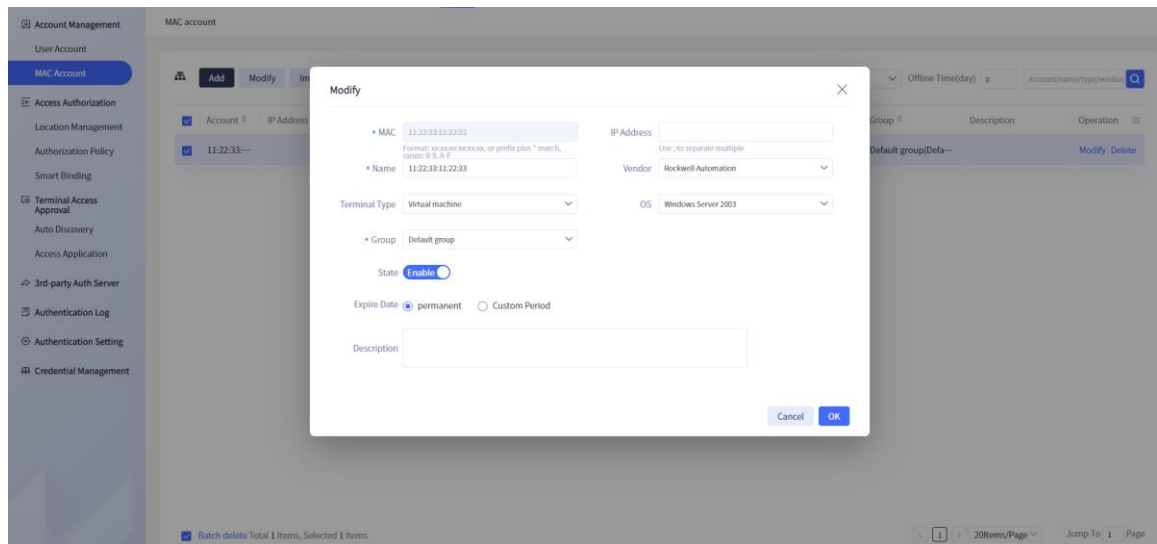 Account Management
MAC account
User Account
MAC Account
Add Modify Im
Offline Time(day) 0 Account/name/type/vendor
Modify
Access Authorization
Account IP Address
Group Description Operation
* MAC 11:22:33:11:22:33 IP Address
Location Management
Format: xx:xx:xx:xx:xx:xx, or prefix plus * match,
range: 0-9, A-F
Use ; to separate multiple
Authorization Policy
11:22:33:···
Default group(Defa··· Modify Delete
* Name 11:22:33:11:22:33 Vendor Rockwell Automation
Smart Binding
Terminal Access
Approval
Terminal Type Virtual machine OS Windows Server 2003
Auto Discovery
* Group Default group
Access Application
State Enable
3rd-party Auth Server
Expire Date permanent Custom Period
Authentication Log
Authentication Setting
Description
Credential Management
Cancel OK
Batch delete Total 1 Items, Selected 1 Items
< 1 > 20Items/Page Jump To 1 Page